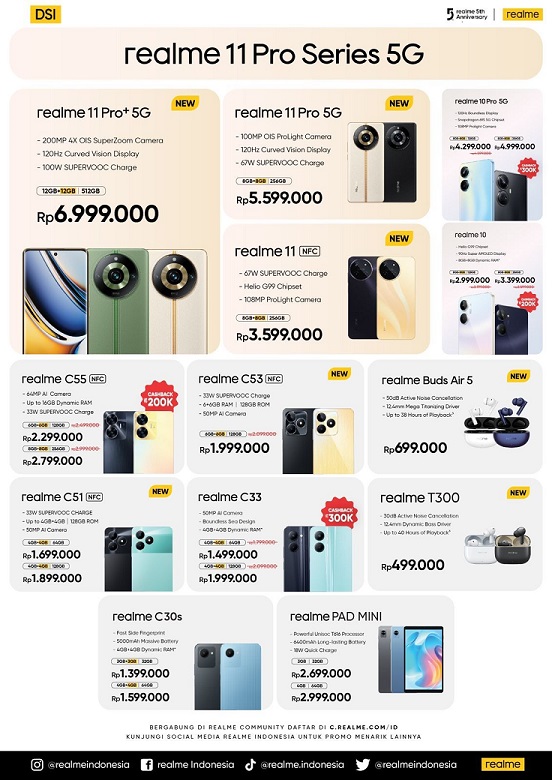 DSI
5 realme 5th
Anniversary
realme
realme 11 Pro Series 5G
realme 11 Pro+ 5G
NEW
- 200MP 4X OIS SuperZoom Camera
- 120Hz Curved Vision Display
- 100W SUPERVOOC Charge
12GB+12GB | 512GB
Rp6.999.000
realme 11 Pro 5G
NEW
- 100MP OIS ProLight Camera
- 120Hz Curved Vision Display
- 67W SUPERVOOC Charge
8GB+8GB | 256GB
Rp5.599.000
realme 10 Pro 5G
Rp4.299.000
Rp4.999.000
CASHBACK
300K
realme 11 NFC
NEW
- 67W SUPERVOOC Charge
- Helio G99 Chipset
- 108MP ProLight Camera
8GB+8GB | 256GB
Rp3.599.000
realme 10
- Helio G99 Chipset
- 90Hz Super AMOLED Display
Rp2.999.000
Rp3.399.000
CASHBACK
200K
realme C55 NFC
- 64MP AI Camera
- Up to 16GB Dynamic RAM
- 33W SUPERVOOC Charge
CASHBACK
200K
6GB+6GB | 128GB
Rp2.299.000
8GB+8GB | 256GB
Rp2.799.000
realme C53 NFC
NEW
- 33W SUPERVOOC Charge
- 6+6GB RAM | 128GB ROM
- 50MP AI Camera
6GB+6GB | 128GB
Rp1.999.000
realme Buds Air 5
NEW
- 50dB Active Noise Cancellation
- 12.4mm Mega Titanizing Driver
- Up to 38 Hours of Playback
Rp699.000
realme C51 NFC
NEW
- 33W SUPERVOOC CHARGE
- Up to 4GB+4GB | 128GB ROM
- 50MP AI Camera
4GB+4GB | 64GB
Rp1.699.000
4GB+4GB | 128GB
Rp1.899.000
realme C33
- 50MP AI Camera
- Boundless Sea Design
- 4GB+4GB Dynamic RAM*
CASHBACK
300K
4GB+4GB | 64GB
Rp1.499.000
4GB+4GB | 128GB
Rp1.999.000
realme T300
NEW
- 30dB Active Noise Cancellation
- 12.4mm Dynamic Bass Driver
- Up to 40 Hours of Playback
Rp499.000
realme C30s
- Fast Side Fingerprint
- 5000mAh Massive Battery
- 4GB+4GB Dynamic RAM*
3GB+3GB | 32GB
Rp1.399.000
4GB+4GB | 64GB
Rp1.599.000
realme PAD MINI
- Powerful Unisoc T616 Processor
- 6400mAh Long-lasting Battery
- 18W Quick Charge
3GB | 32GB
Rp2.699.000
4GB | 64GB
Rp2.999.000
BERGABUNG DI REALME COMMUNITY DAFTAR DI C.REALME.COM/ID
KUNJUNGI SOCIAL MEDIA REALME INDONESIA UNTUK PROMO MENARIK LAINNYA
@realmeindonesia
realme Indonesia
@realme.indonesia
@realmeindonesia
realme